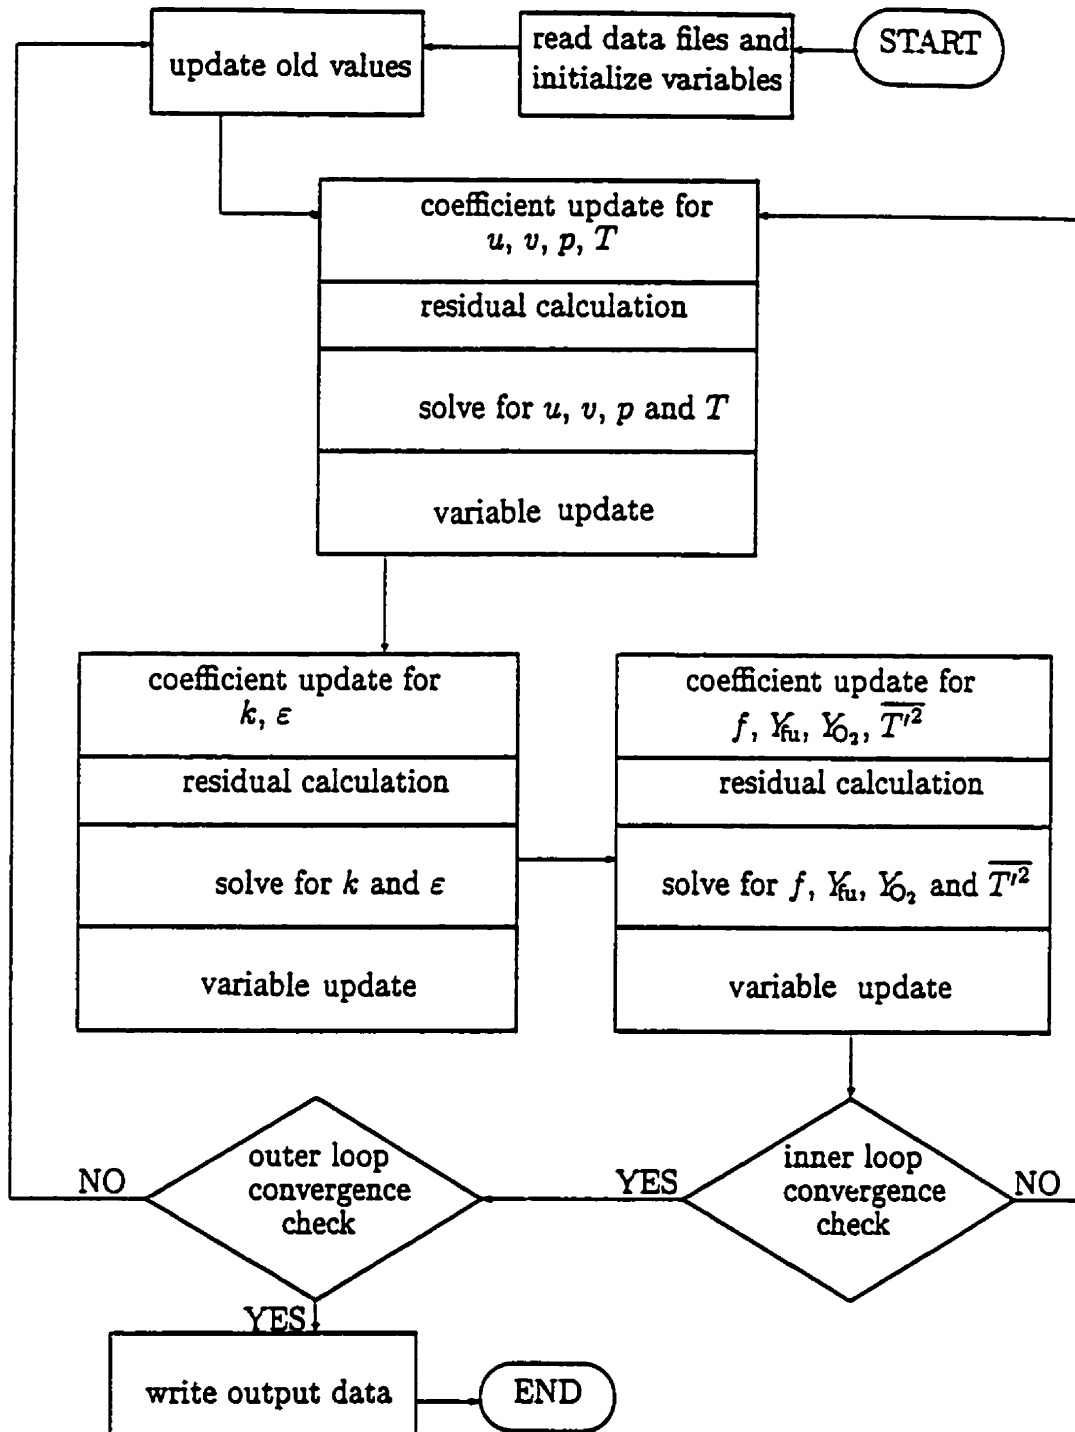 START
read data files and
initialize variables
update old values
coefficient update for
u, v, p, T
residual calculation
solve for u, v, p and T
variable update
coefficient update for
k, ε
residual calculation
solve for k and ε
variable update
coefficient update for
f, Y_fu, Y_O₂, \overline{T'^2}
residual calculation
solve for f, Y_fu, Y_O₂ and \overline{T'^2}
variable update
inner loop
convergence
check
NO
YES
outer loop
convergence
check
NO
YES
write output data
END